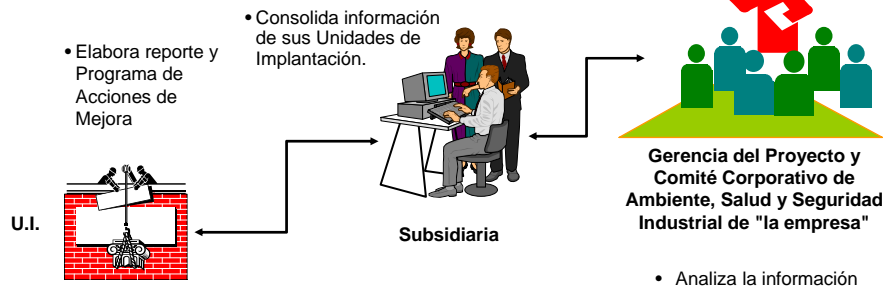 • Elabora reporte y
Programa de
Acciones de
Mejora
• Consolida información
de sus Unidades de
Implantación.
U.I.
Subsidiaria
Gerencia del Proyecto y
Comité Corporativo de
Ambiente, Salud y Seguridad
Industrial de "la empresa"
• Analiza la información